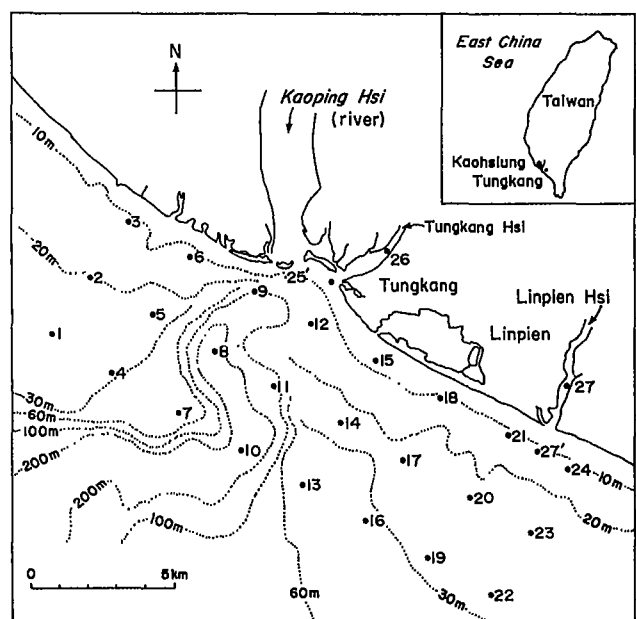 East China
Sea
Taiwan
Kaohsiung
Tungkang
N
Kaoping Hsi
(river)
10m
3
6
20m
2
25'
9
Tungkang Hsi
26
Tungkang
Linpien Hsi
5
12
1
8
Linpien
4
15
11
27
30m
60m
100m
7
14
18
200m
10
21
27'
17
24
10m
13
20
200m
16
23
20m
100m
19
0
5km
60m
30m
22